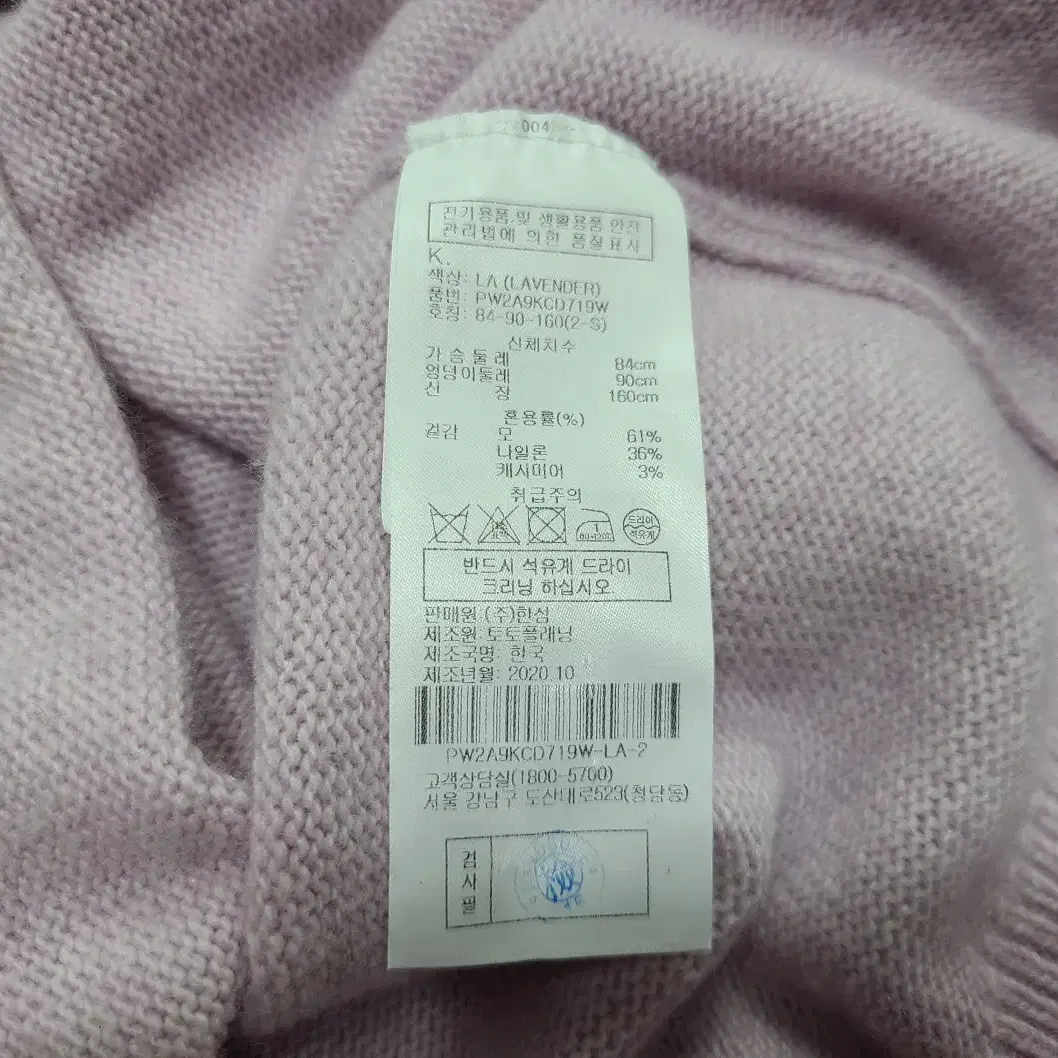 004
전기용품 및 생활용품 안전
관리법에 의한 품질표시
K.
색상: LA (LAVENDER)
품번: PW2A9KCD719W
호칭: 84-90-160(2-S)
신체치수
가슴둘레 84cm
엉덩이둘레 90cm
신 장 160cm
혼용률(%)
겉감 모 61%
나일론 36%
캐시미어 3%
취급주의
드라이
석유계
반드시 석유계 드라이
크리닝 하십시오
판매원:(주)한섬
제조원:토토플래닝
제조국명: 한국
제조년월: 2020.10
PW2A9KCD719W-LA-2
고객상담실(1800-5700)
서울 강남구 도산대로523(청담동)
검사필